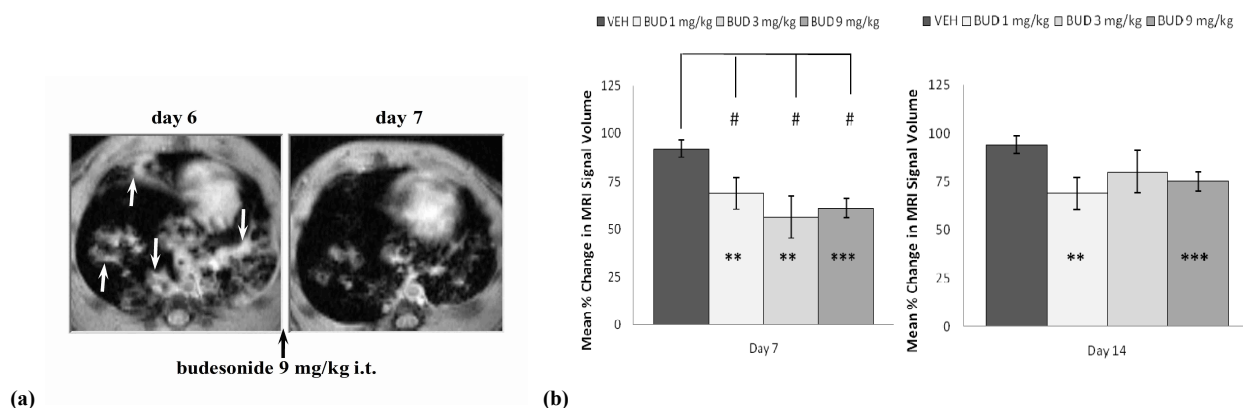 day 6
day 7
budesonide 9 mg/kg i.t.
(a)
VEH BUD 1 mg/kg BUD 3 mg/kg BUD 9 mg/kg
Mean % Change in MRI Signal Volume
125
100
75
50
25
0
# # #
** ** ***
Day 7
(b)
VEH BUD 1 mg/kg BUD 3 mg/kg BUD 9 mg/kg
Mean % Change in MRI Signal Volume
125
100
75
50
25
0
** ***
Day 14